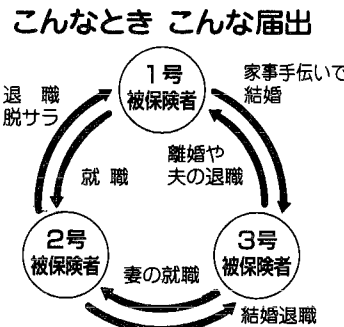 こんなとき こんな届出
1号
被保険者
退 職
脱サラ
家事手伝いで
結婚
就 職
離婚や
夫の退職
2号
被保険者
3号
被保険者
妻の就職
結婚退職